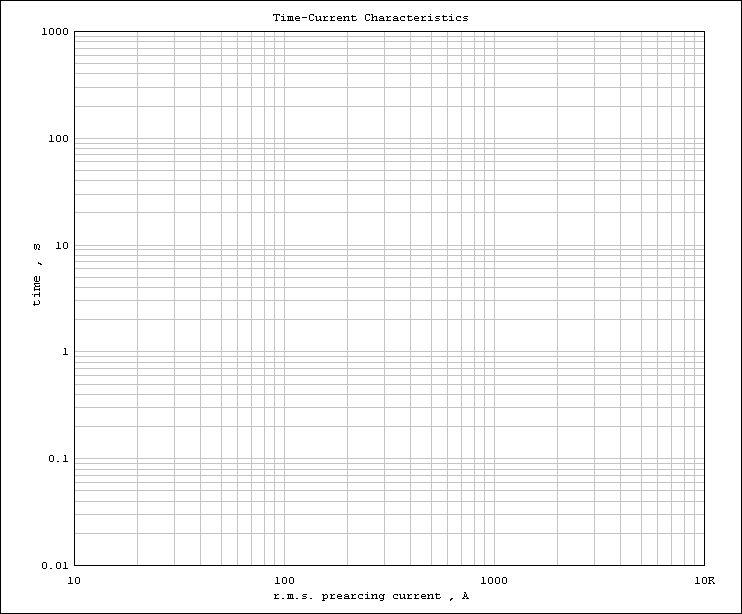 Time-Current Characteristics
1000
100
10
time , s
1
0.1
0.01
10 100 1000 10K
r.m.s. prearcing current , A